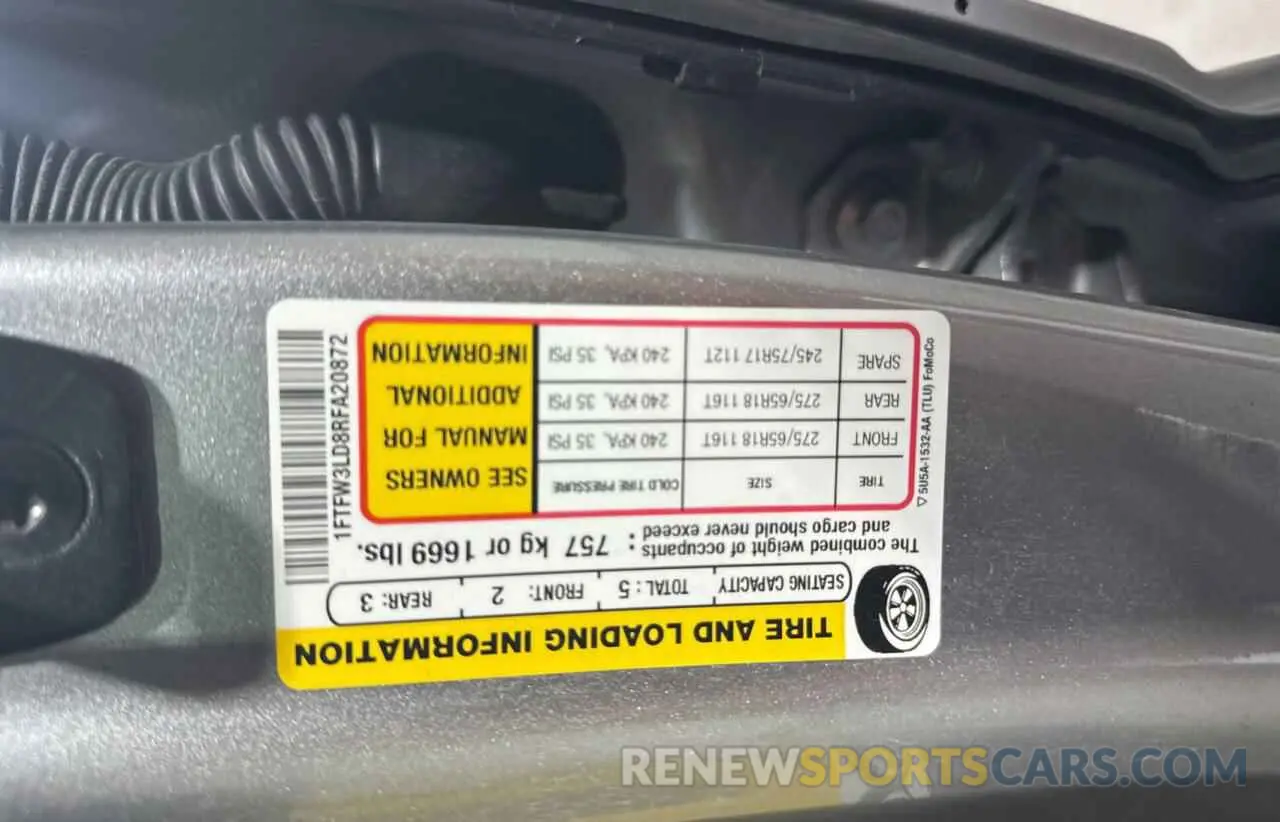 TIRE AND LOADING INFORMATION
SEATING CAPACITY TOTAL : 5 FRONT: 2 REAR: 3
The combined weight of occupants and cargo should never exceed : 757 kg or 1669 lbs.
TIRE SIZE COLD TIRE PRESSURE
FRONT 275/65R18 116T 240 KPA, 35 PSI
REAR 275/65R18 116T 240 KPA, 35 PSI
SPARE 245/75R17 112T 240 KPA, 35 PSI
SEE OWNERS
MANUAL FOR
ADDITIONAL
INFORMATION
1FTFW3LD8RFA20872
▽ 5U5A-1532-AA (TLU) FoMoCo
RENEWSPORTSCARS.COM